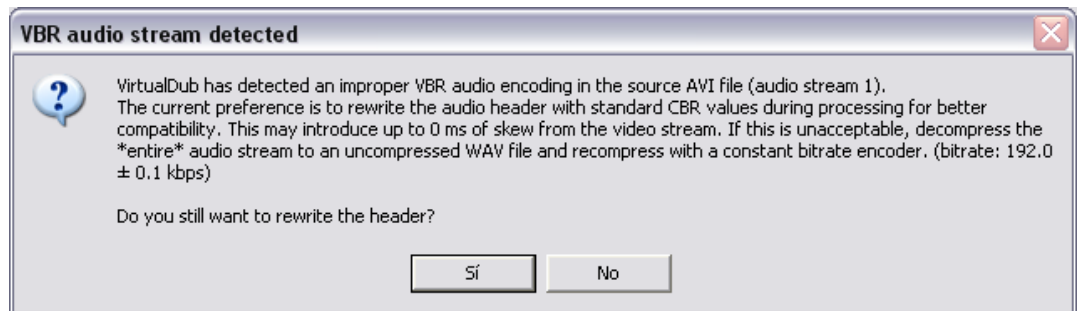 VBR audio stream detected
VirtualDub has detected an improper VBR audio encoding in the source AVI file (audio stream 1).
The current preference is to rewrite the audio header with standard CBR values during processing for better
compatibility. This may introduce up to 0 ms of skew from the video stream. If this is unacceptable, decompress the
*entire* audio stream to an uncompressed WAV file and recompress with a constant bitrate encoder. (bitrate: 192.0
± 0.1 kbps)
Do you still want to rewrite the header?
Sí
No